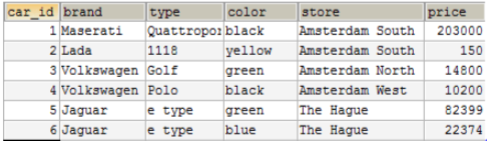 car_id brand type color store price
1 Maserati Quattropor black Amsterdam South 203000
2 Lada 1118 yellow Amsterdam South 150
3 Volkswagen Golf green Amsterdam North 14800
4 Volkswagen Polo black Amsterdam West 10200
5 Jaguar e type green The Hague 82399
6 Jaguar e type blue The Hague 22374